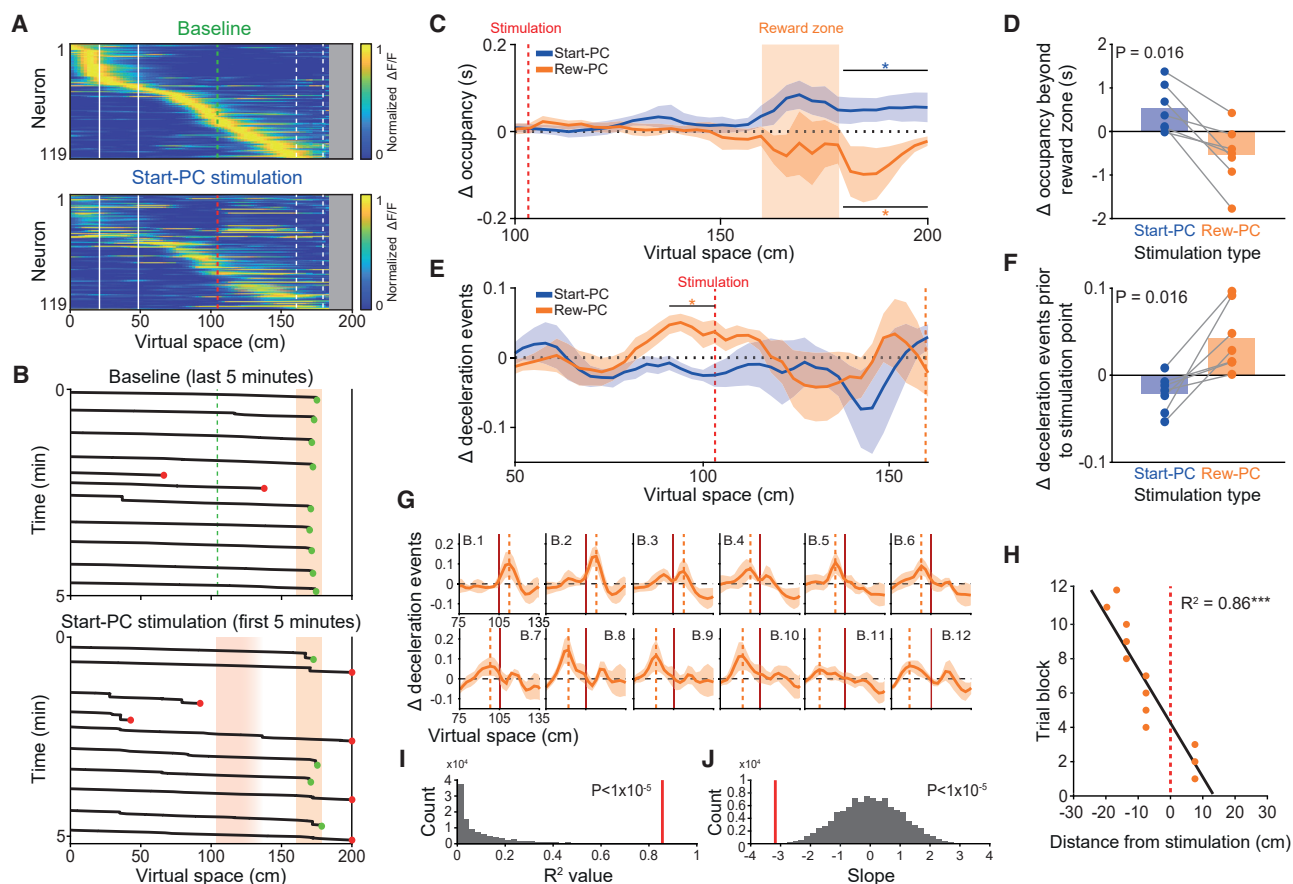 A
Baseline
1
Neuron
119
1
Normalized ΔF/F
0
Start-PC stimulation
1
Neuron
119
1
Normalized ΔF/F
0
0 50 100 150 200
Virtual space (cm)
B
Baseline (last 5 minutes)
0
Time (min)
5
Start-PC stimulation (first 5 minutes)
0
Time (min)
5
0 50 100 150 200
Virtual space (cm)
C
Stimulation
Reward zone
Start-PC
Rew-PC
*
*
Δ occupancy (s)
0.2
0
-0.2
100 150 200
Virtual space (cm)
D
P = 0.016
Δ occupancy beyond
reward zone (s)
2
1
0
-1
-2
Start-PC Rew-PC
Stimulation type
E
Stimulation
Start-PC
Rew-PC
*
Δ deceleration events
0.1
0
-0.1
50 100 150
Virtual space (cm)
F
P = 0.016
Δ deceleration events prior
to stimulation point
0.1
0
-0.1
Start-PC Rew-PC
Stimulation type
G
Δ deceleration events
0.2
0.1
0
-0.1
B.1 B.2 B.3 B.4 B.5 B.6
75 105 135
0.2
0.1
0
-0.1
B.7 B.8 B.9 B.10 B.11 B.12
75 105 135
Virtual space (cm)
H
R² = 0.86***
Trial block
12
10
8
6
4
2
0
-30 -20 -10 0 10 20 30
Distance from stimulation (cm)
I
x10⁴
P<1x10⁻⁵
Count
4
3
2
1
0
0 0.2 0.4 0.6 0.8 1
R² value
J
x10⁴
P<1x10⁻⁵
Count
1
0.8
0.6
0.4
0.2
0
-4 -3 -2 -1 0 1 2 3 4
Slope